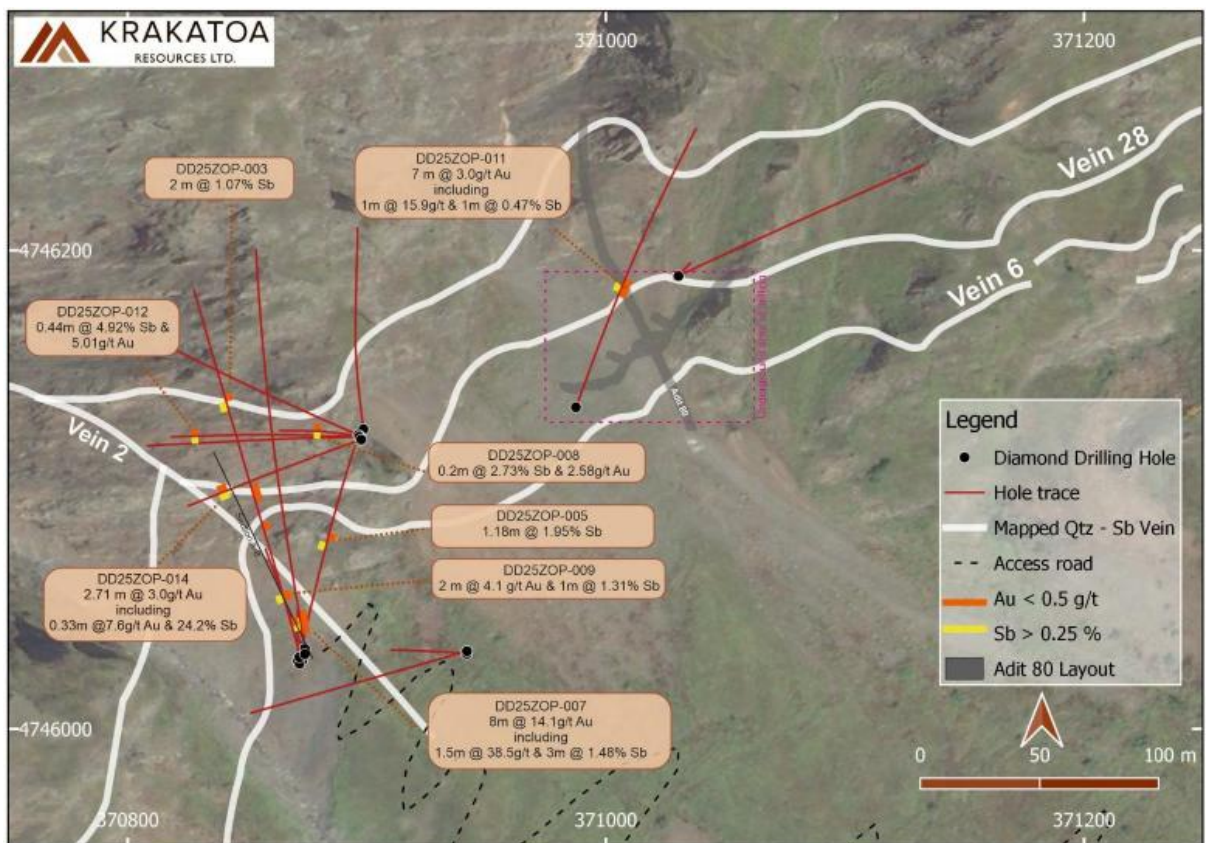 KRAKATOA
RESOURCES LTD.
371000
371200
Vein 28
DD25ZOP-003
2 m @ 1.07% Sb
DD25ZOP-011
7 m @ 3.0g/t Au
including
1m @ 15.9g/t & 1m @ 0.47% Sb
4746200
Vein 6
DD25ZOP-012
0.44m @ 4.92% Sb &
5.01g/t Au
Adit 80
Vein 2
Legend
Diamond Drilling Hole
Hole trace
Mapped Qtz - Sb Vein
Access road
Au < 0.5 g/t
Sb > 0.25 %
Adit 80 Layout
DD25ZOP-008
0.2m @ 2.73% Sb & 2.58g/t Au
DD25ZOP-005
1.18m @ 1.95% Sb
DD25ZOP-009
2 m @ 4.1 g/t Au & 1m @ 1.31% Sb
DD25ZOP-014
2.71 m @ 3.0g/t Au
including
0.33m @7.6g/t Au & 24.2% Sb
DD25ZOP-007
8m @ 14.1g/t Au
including
1.5m @ 38.5g/t & 3m @ 1.48% Sb
4746000
0 50 100 m
370800
371000
371200